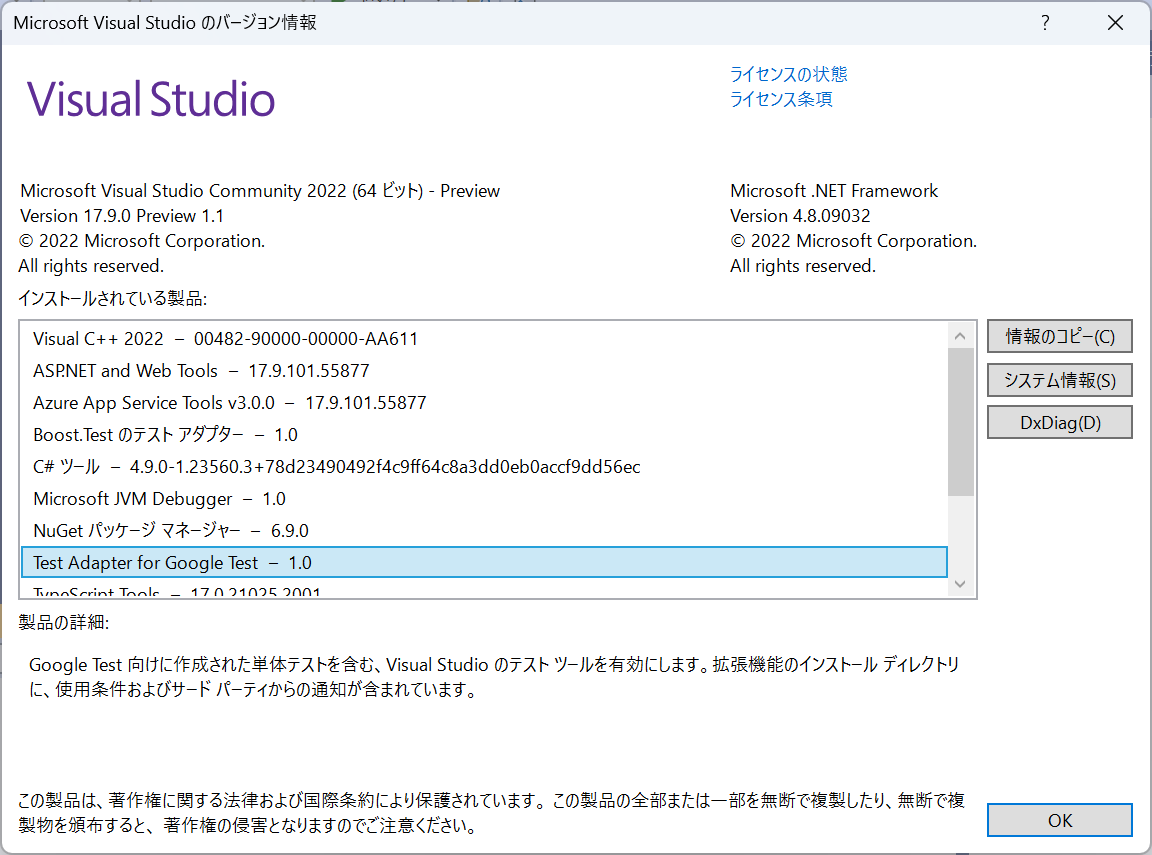 Microsoft Visual Studio のバージョン情報
?
Visual Studio
ライセンスの状態
ライセンス条項
Microsoft Visual Studio Community 2022 (64 ビット) - Preview
Version 17.9.0 Preview 1.1
© 2022 Microsoft Corporation.
All rights reserved.
Microsoft .NET Framework
Version 4.8.09032
© 2022 Microsoft Corporation.
All rights reserved.
インストールされている製品:
Visual C++ 2022 – 00482-90000-00000-AA611
ASP.NET and Web Tools – 17.9.101.55877
Azure App Service Tools v3.0.0 – 17.9.101.55877
Boost.Test のテスト アダプター – 1.0
C# ツール – 4.9.0-1.23560.3+78d23490492f4c9ff64c8a3dd0eb0accf9dd56ec
Microsoft JVM Debugger – 1.0
NuGet パッケージ マネージャー – 6.9.0
Test Adapter for Google Test – 1.0
TypeScript Tools – 17.0.21025.2001
情報のコピー(C)
システム情報(S)
DxDiag(D)
製品の詳細:
Google Test 向けに作成された単体テストを含む、Visual Studio のテスト ツールを有効にします。拡張機能のインストール ディレクトリ
に、使用条件およびサード パーティからの通知が含まれています。
この製品は、著作権に関する法律および国際条約により保護されています。この製品の全部または一部を無断で複製したり、無断で複
製物を頒布すると、著作権の侵害となりますのでご注意ください。
OK